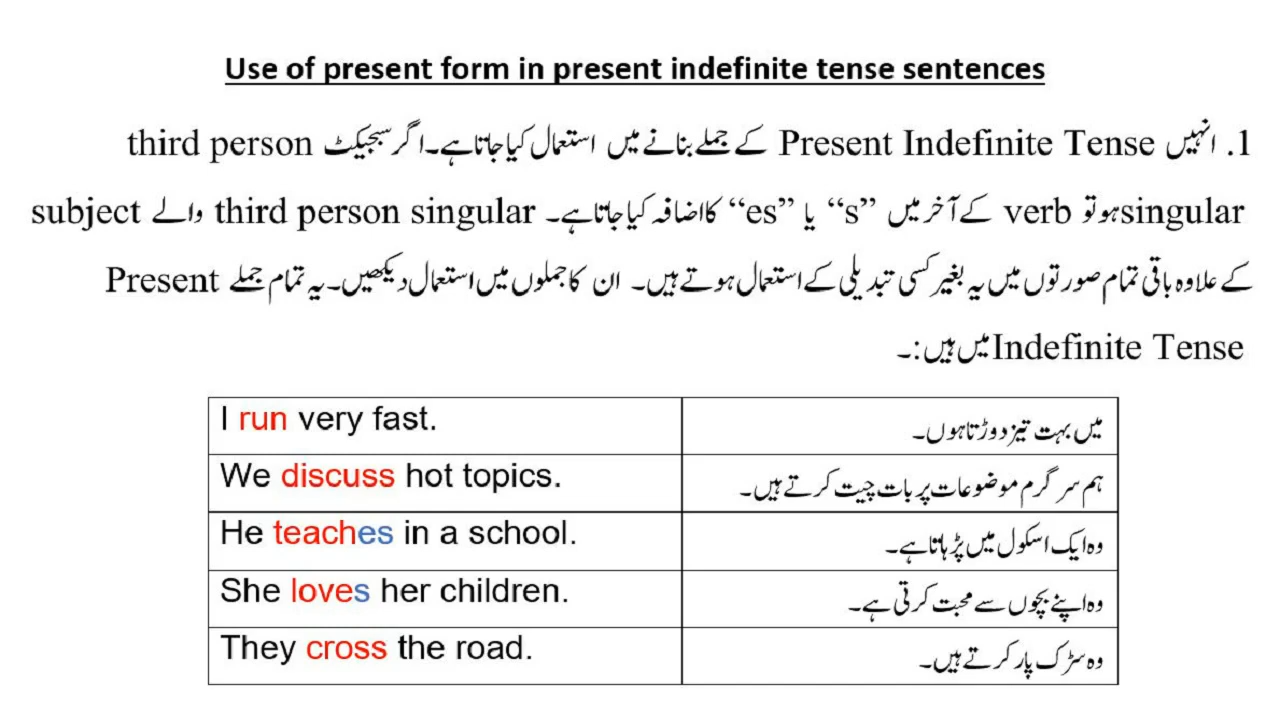 Use of present form in present indefinite tense sentences
1. انہیں Present Indefinite Tense کے جملے بنانے میں استعمال کیا جاتا ہے۔ اگر سبجیکٹ third person
singular ہو تو verb کے آخر میں “s” یا “es” کا اضافہ کیا جاتا ہے۔ third person singular والے subject
کے علاوہ باقی تمام صورتوں میں یہ بغیر کسی تبدیلی کے استعمال ہوتے ہیں۔ ان کا جملوں میں استعمال دیکھیں۔ یہ تمام جملے Present
Indefinite Tense میں ہیں:۔
I run very fast.
میں بہت تیز دوڑتا ہوں۔
We discuss hot topics.
ہم سرگرم موضوعات پر بات چیت کرتے ہیں۔
He teaches in a school.
وہ ایک اسکول میں پڑہاتا ہے۔
She loves her children.
وہ اپنے بچوں سے محبت کرتی ہے۔
They cross the road.
وہ سڑک پار کرتے ہیں۔